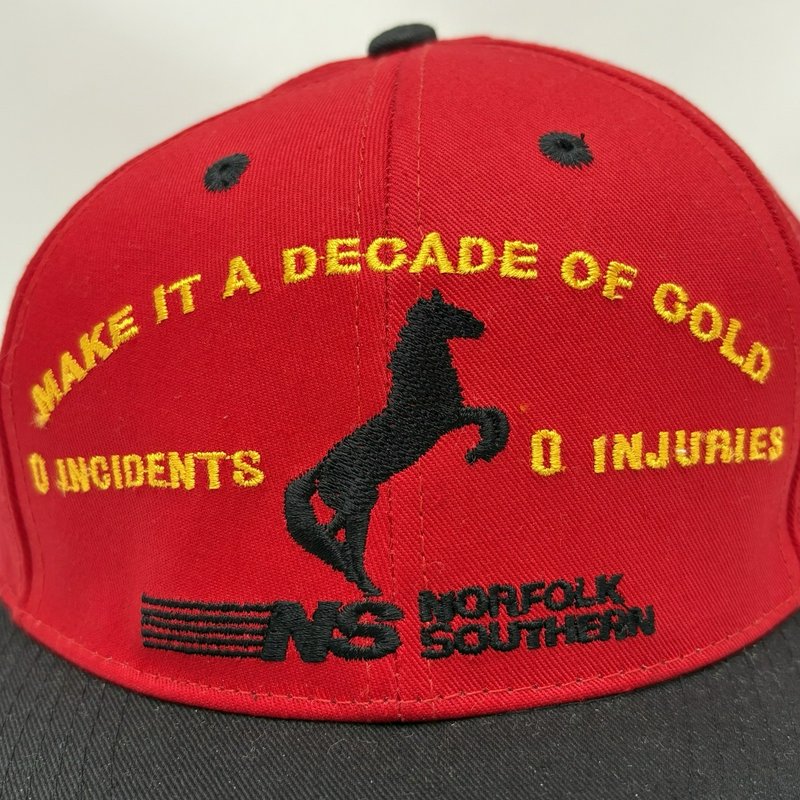 MAKE IT A DECADE OF GOLD
0 INCIDENTS 0 INJURIES
NS NORFOLK
SOUTHERN